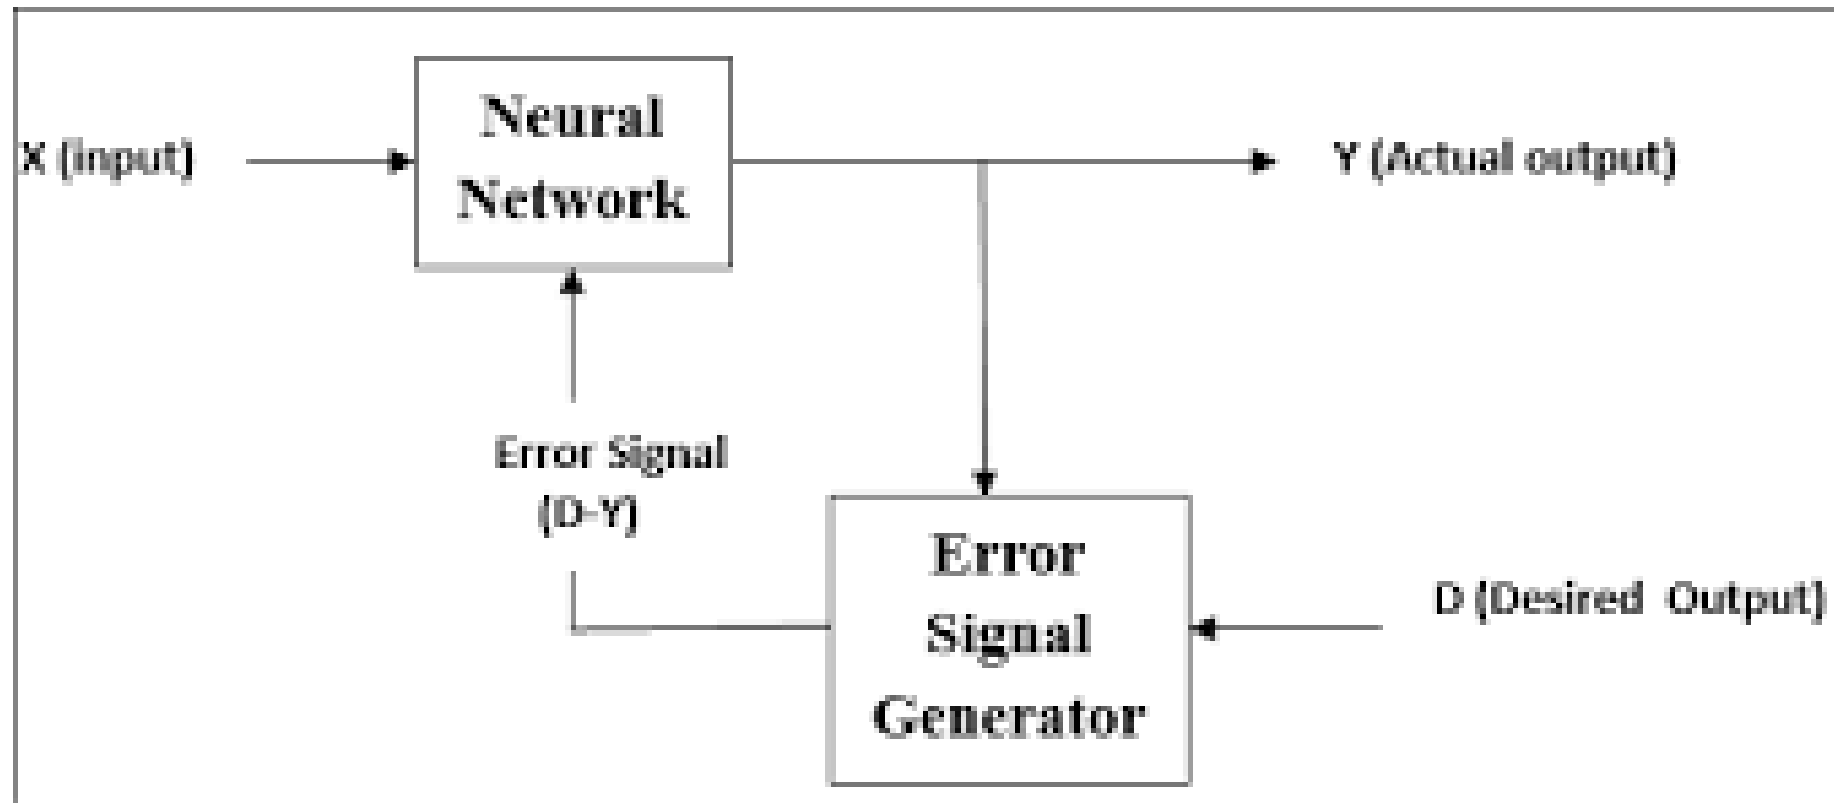 Neural
Network
X (input)
Y (Actual output)
Error Signal
(D-Y)
Error
Signal
Generator
D (Desired Output)